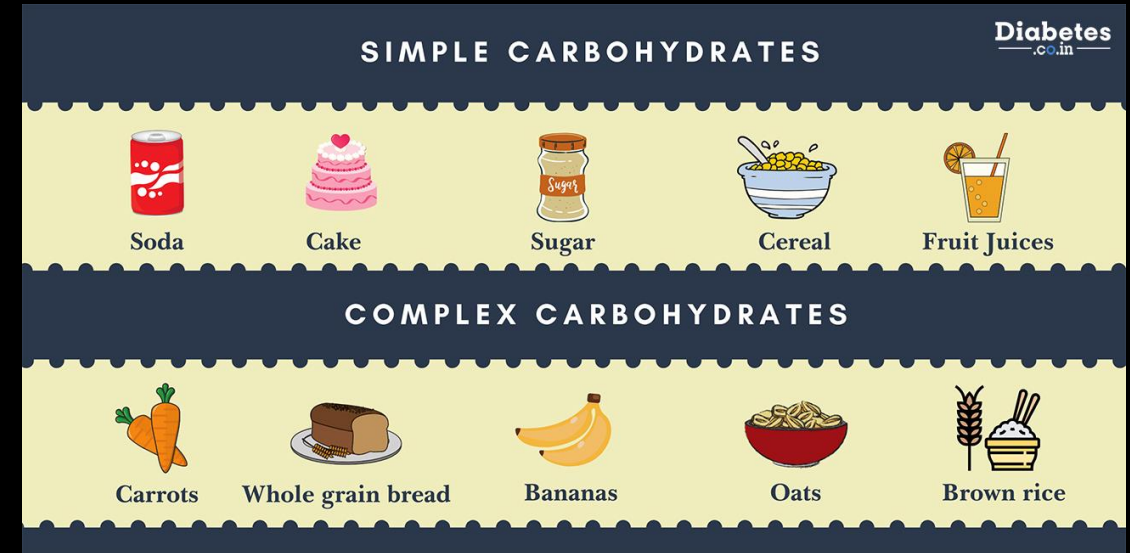 Diabetes
.co.in
SIMPLE CARBOHYDRATES
Sugar
Soda
Cake
Sugar
Cereal
Fruit Juices
COMPLEX CARBOHYDRATES
Carrots
Whole grain bread
Bananas
Oats
Brown rice